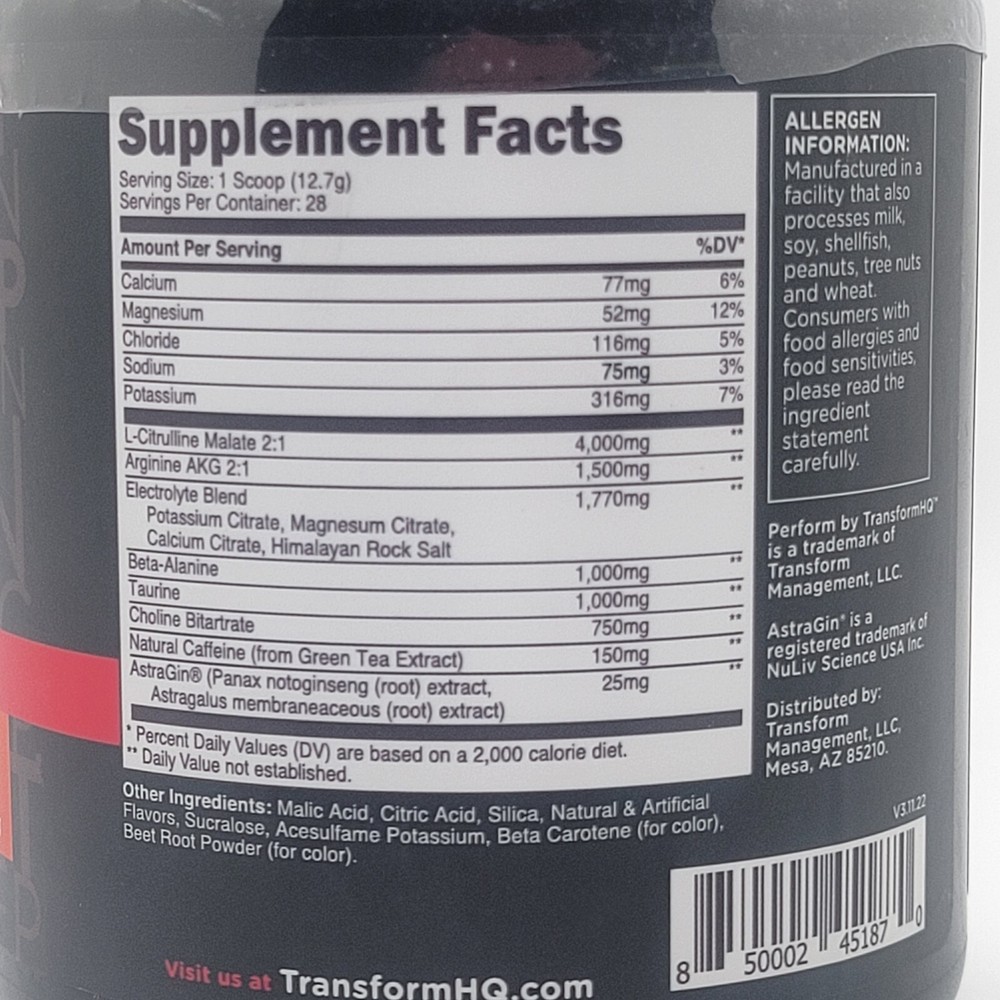 Supplement Facts
Serving Size: 1 Scoop (12.7g)
Servings Per Container: 28
Amount Per Serving %DV*
Calcium 77mg 6%
Magnesium 52mg 12%
Chloride 116mg 5%
Sodium 75mg 3%
Potassium 316mg 7%
L-Citrulline Malate 2:1 4,000mg **
Arginine AKG 2:1 1,500mg **
Electrolyte Blend 1,770mg **
Potassium Citrate, Magnesum Citrate,
Calcium Citrate, Himalayan Rock Salt
Beta-Alanine 1,000mg **
Taurine 1,000mg **
Choline Bitartrate 750mg **
Natural Caffeine (from Green Tea Extract) 150mg **
AstraGin® (Panax notoginseng (root) extract, 25mg **
Astragalus membraneaceous (root) extract)
* Percent Daily Values (DV) are based on a 2,000 calorie diet.
** Daily Value not established.
Other Ingredients: Malic Acid, Citric Acid, Silica, Natural & Artificial
Flavors, Sucralose, Acesulfame Potassium, Beta Carotene (for color),
Beet Root Powder (for color).
Visit us at TransformHQ.com
ALLERGEN
INFORMATION:
Manufactured in a
facility that also
processes milk,
soy, shellfish,
peanuts, tree nuts
and wheat.
Consumers with
food allergies and
food sensitivities,
please read the
ingredient
statement
carefully.
Perform by TransformHQ™
is a trademark of
Transform
Management, LLC.
AstraGin® is a
registered trademark of
NuLiv Science USA Inc.
Distributed by:
Transform
Management, LLC,
Mesa, AZ 85210.
V3.11.22
8 50002 45187 0